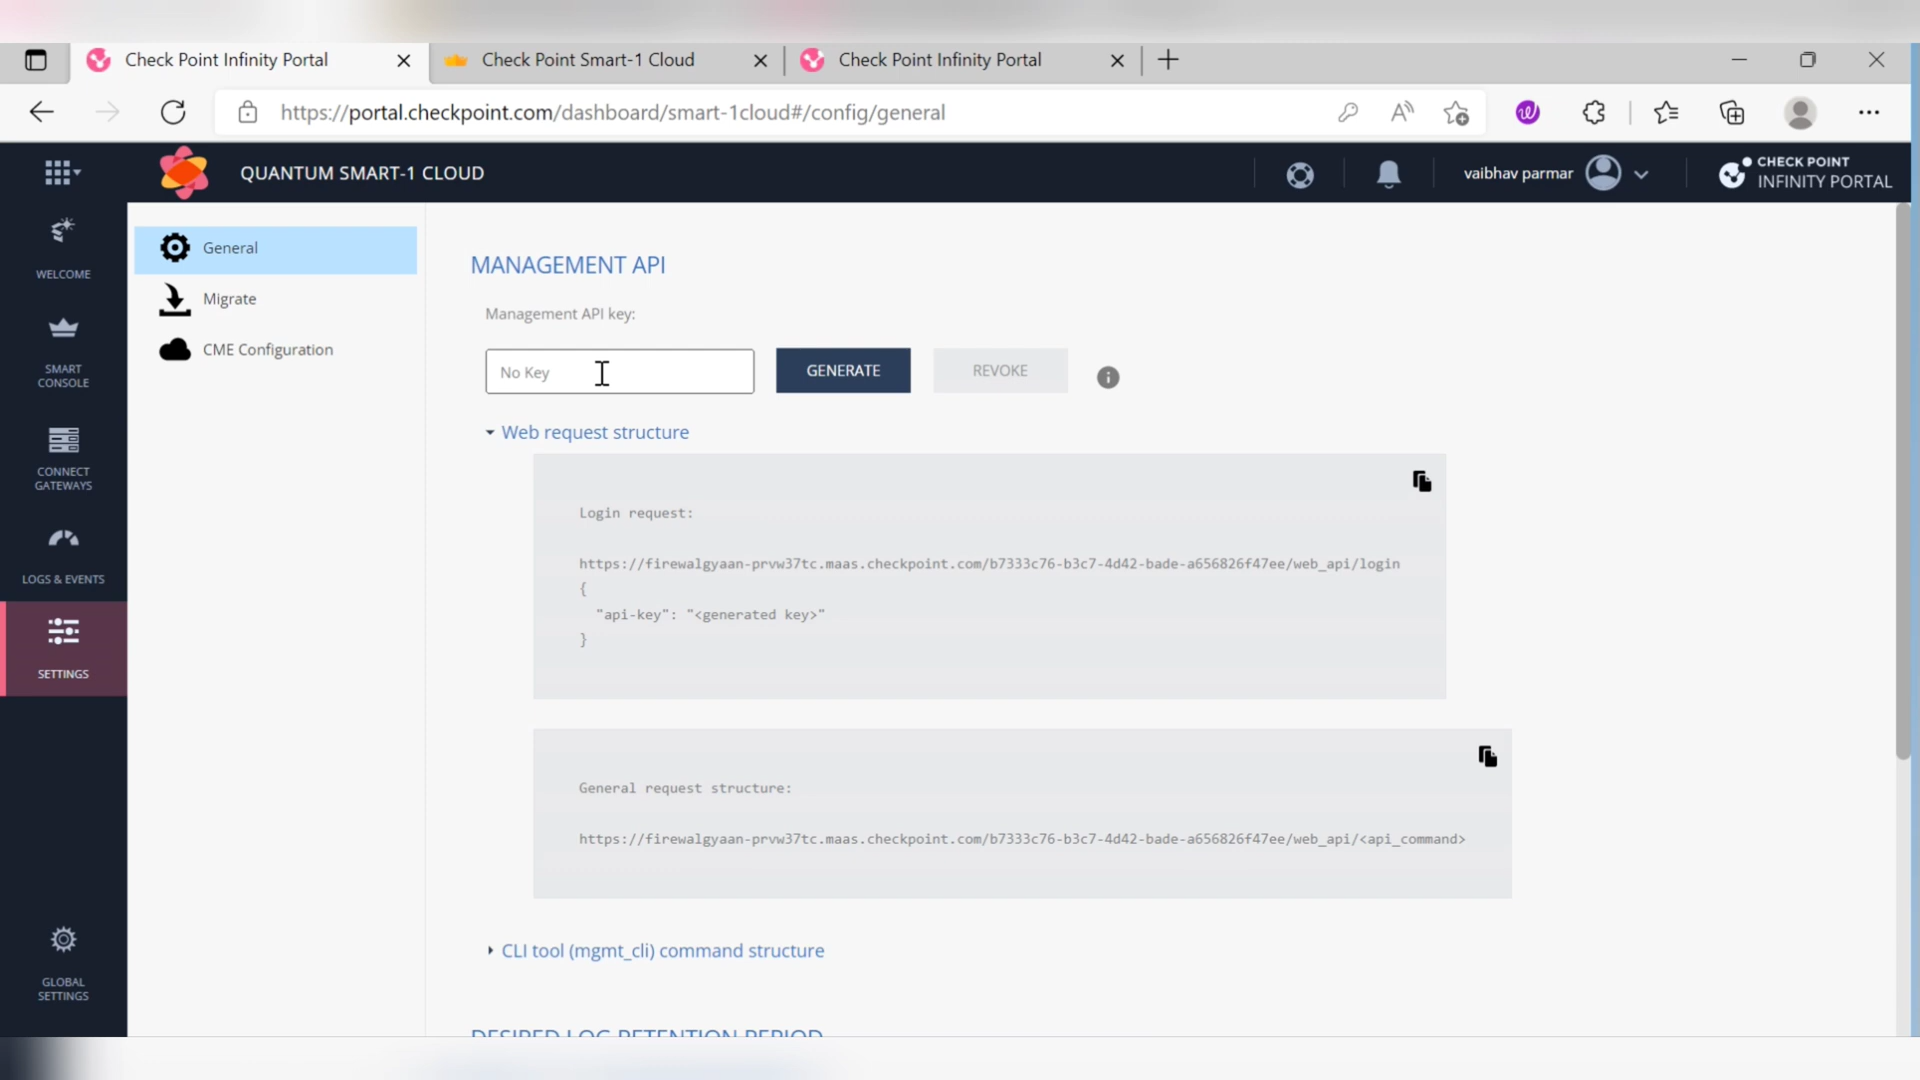 Check Point Infinity Portal
Check Point Smart-1 Cloud
Check Point Infinity Portal
https://portal.checkpoint.com/dashboard/smart-1cloud#/config/general
QUANTUM SMART-1 CLOUD
vaibhav parmar
CHECK POINT
INFINITY PORTAL
WELCOME
SMART
CONSOLE
CONNECT
GATEWAYS
LOGS & EVENTS
SETTINGS
GLOBAL
SETTINGS
General
Migrate
CME Configuration
MANAGEMENT API
Management API key:
No Key
GENERATE
REVOKE
Web request structure
Login request:
https://firewalgyaan-prvw37tc.maas.checkpoint.com/b7333c76-b3c7-4d42-bade-a656826f47ee/web_api/login
{
"api-key": "<generated key>"
}
General request structure:
https://firewalgyaan-prvw37tc.maas.checkpoint.com/b7333c76-b3c7-4d42-bade-a656826f47ee/web_api/<api_command>
CLI tool (mgmt_cli) command structure
DESIRED LOG RETENTION PERIOD